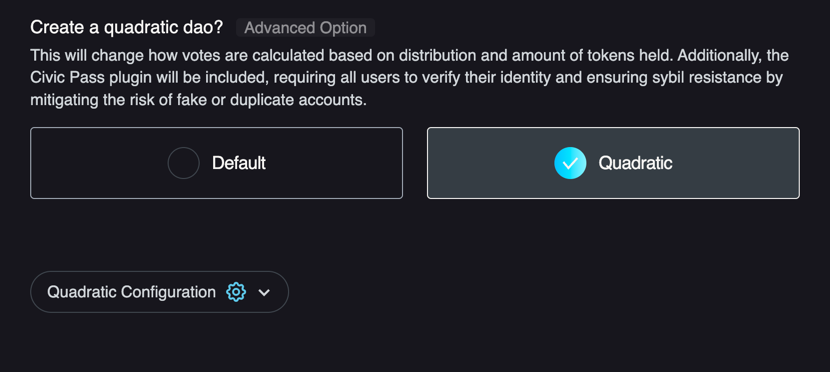 Create a quadratic dao? Advanced Option
This will change how votes are calculated based on distribution and amount of tokens held. Additionally, the
Civic Pass plugin will be included, requiring all users to verify their identity and ensuring sybil resistance by
mitigating the risk of fake or duplicate accounts.
Default Quadratic
Quadratic Configuration